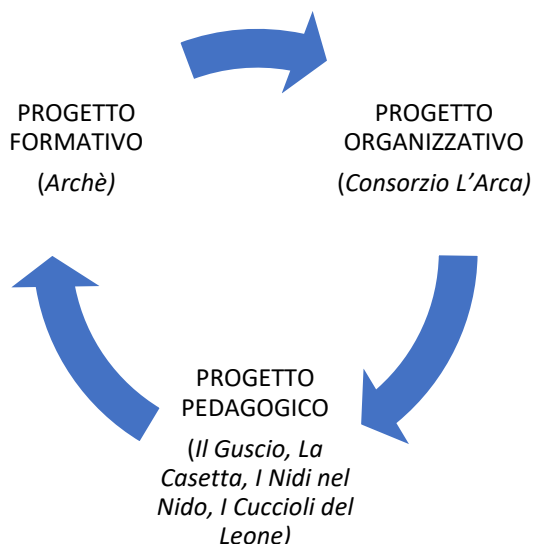 PROGETTO
FORMATIVO
(Archè)
PROGETTO
ORGANIZZATIVO
(Consorzio L’Arca)
PROGETTO
PEDAGOGICO
(Il Guscio, La
Casetta, I Nidi nel
Nido, I Cuccioli del
Leone)